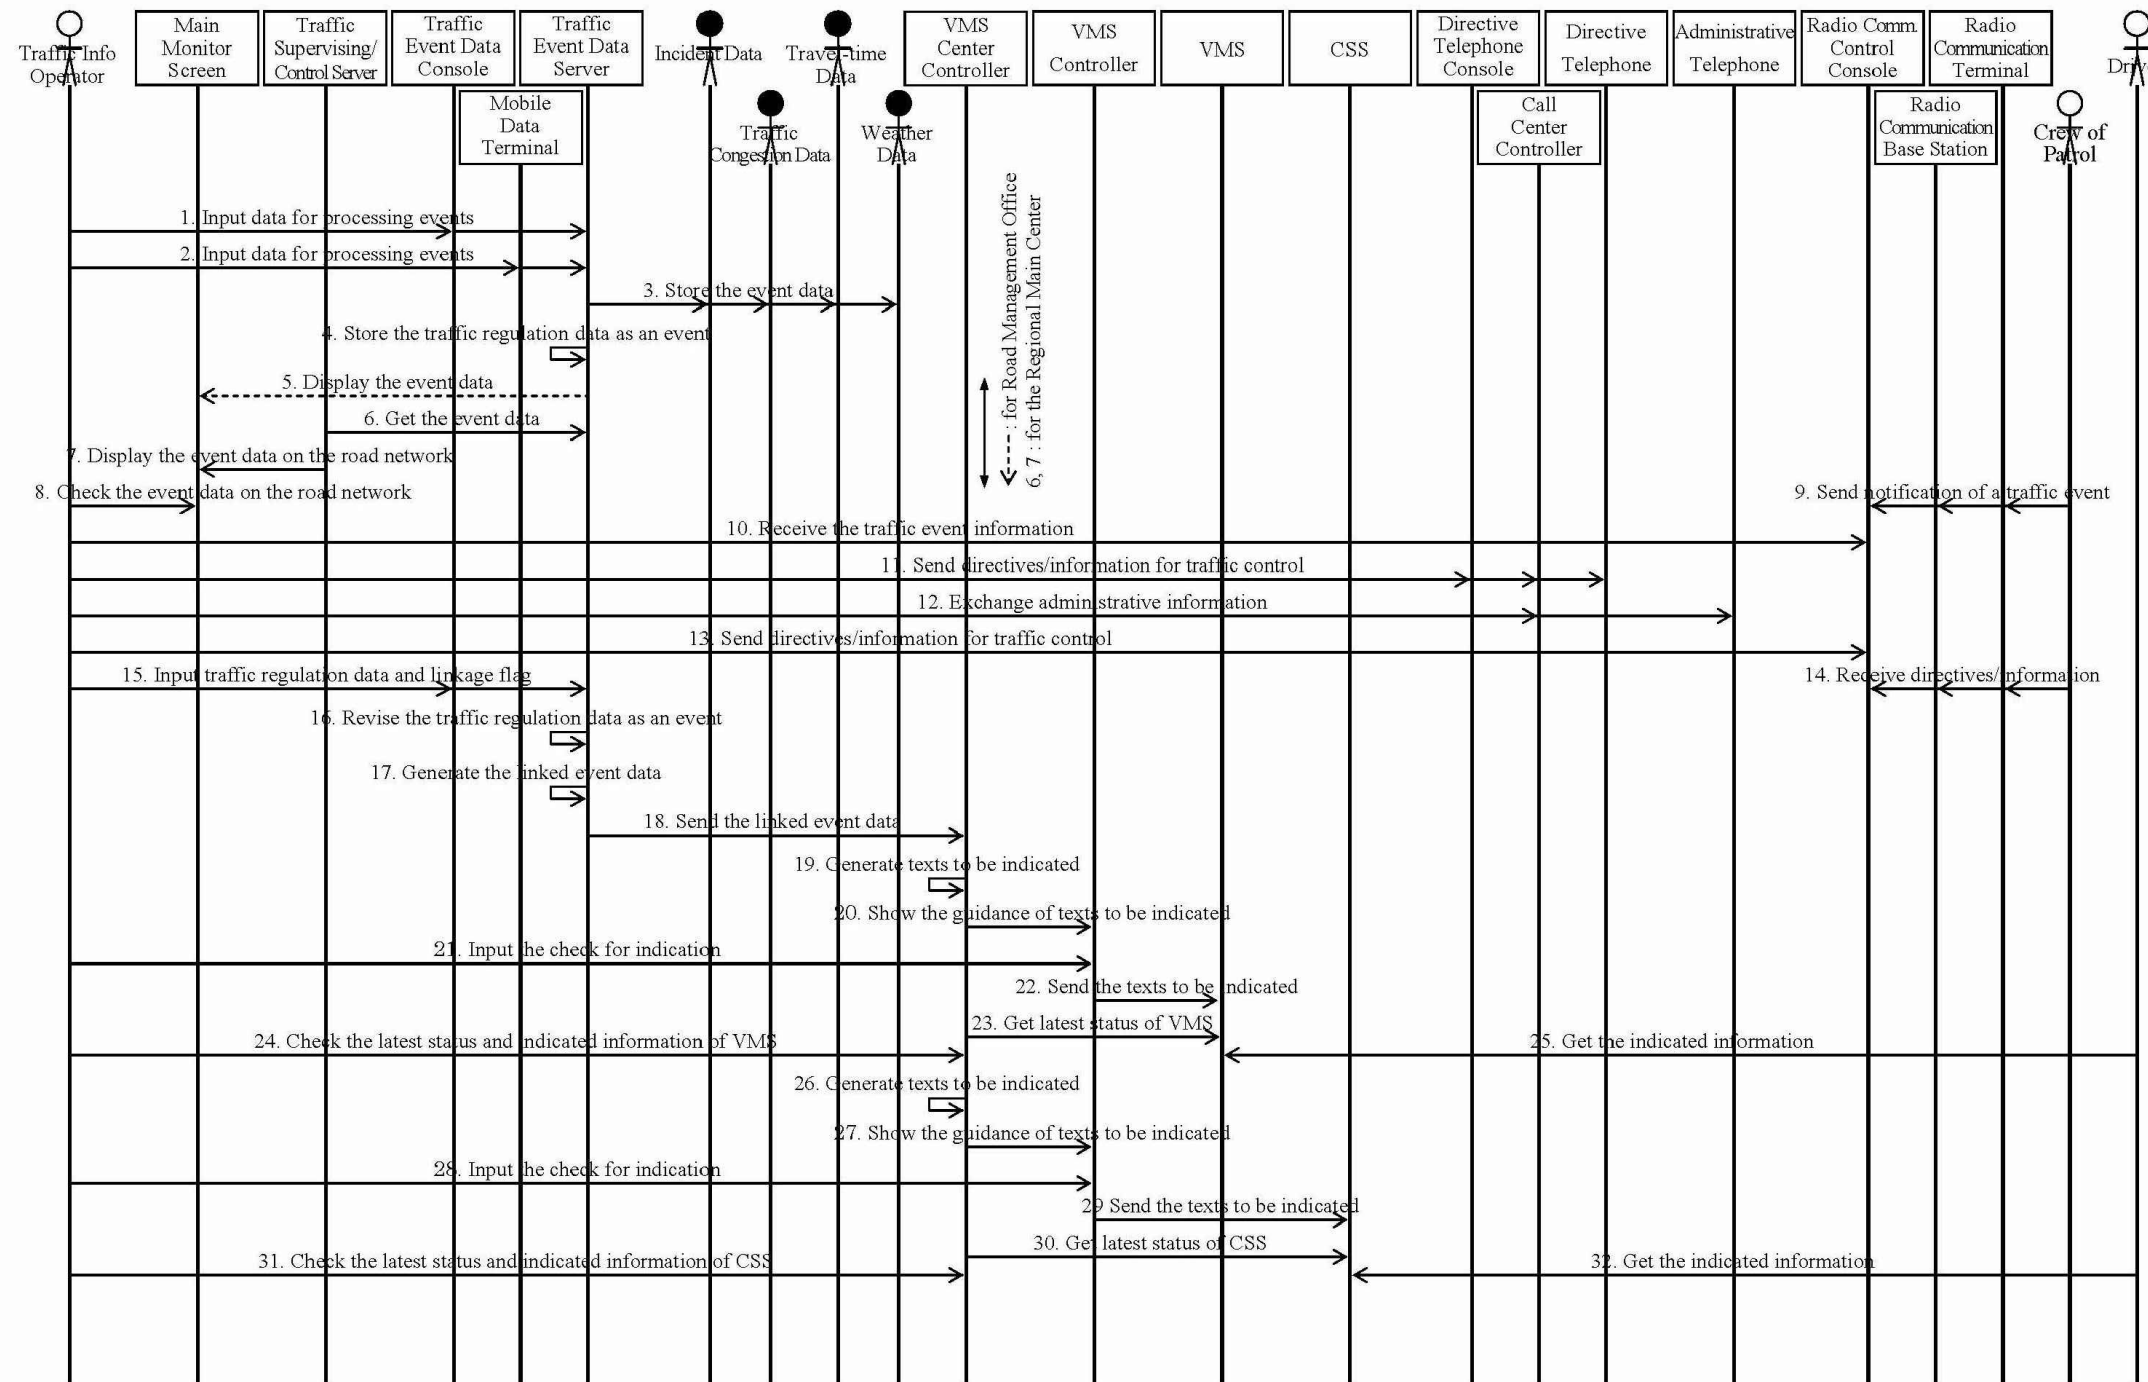 Traffic Info
Operator
Main
Monitor
Screen
Traffic
Supervising/
Control Server
Traffic
Event Data
Console
Traffic
Event Data
Server
Incident Data
Travel-time
Data
VMS
Center
Controller
VMS
Controller
VMS
CSS
Directive
Telephone
Console
Directive
Telephone
Administrative
Telephone
Radio Comm.
Control
Console
Radio
Communication
Terminal
Driv
Mobile
Data
Terminal
Traffic
Congestion Data
Weather
Data
Call
Center
Controller
Radio
Communication
Base Station
Crew of
Patrol
: for Road Management Office
6, 7 : for the Regional Main Center
1. Input data for processing events
2. Input data for processing events
3. Store the event data
4. Store the traffic regulation data as an event
5. Display the event data
6. Get the event data
7. Display the event data on the road network
8. Check the event data on the road network
9. Send notification of a traffic event
10. Receive the traffic event information
11. Send directives/information for traffic control
12. Exchange administrative information
13. Send directives/information for traffic control
15. Input traffic regulation data and linkage flag
14. Receive directives/information
16. Revise the traffic regulation data as an event
17. Generate the linked event data
18. Send the linked event data
19. Generate texts to be indicated
20. Show the guidance of texts to be indicated
21. Input the check for indication
22. Send the texts to be indicated
23. Get latest status of VMS
24. Check the latest status and indicated information of VMS
25. Get the indicated information
26. Generate texts to be indicated
27. Show the guidance of texts to be indicated
28. Input the check for indication
29 Send the texts to be indicated
30. Get latest status of CSS
31. Check the latest status and indicated information of CSS
32. Get the indicated information